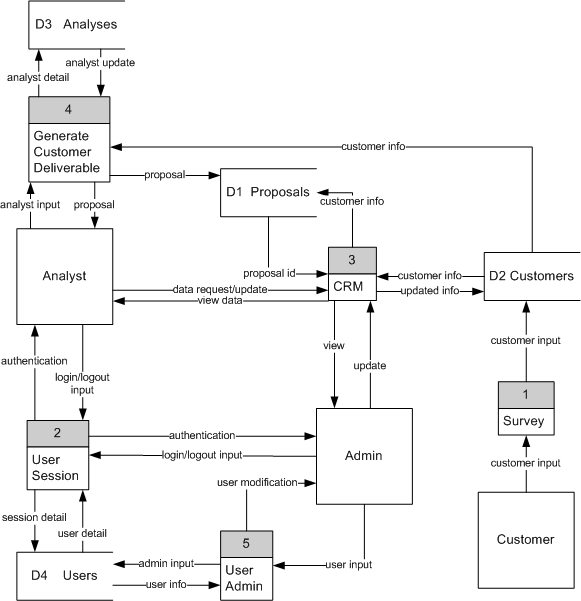 D3 Analyses
analyst update
analyst detail
4
Generate
Customer
Deliverable
customer info
proposal
analyst input
proposal
D1 Proposals
customer info
Analyst
proposal id
3
CRM
customer info
D2 Customers
data request/update
updated info
view data
customer input
view
update
authentication
login/logout
input
1
Survey
2
User
Session
authentication
login/logout input
Admin
customer input
user modification
session detail
user detail
Customer
5
User
Admin
admin input
user input
D4 Users
user info